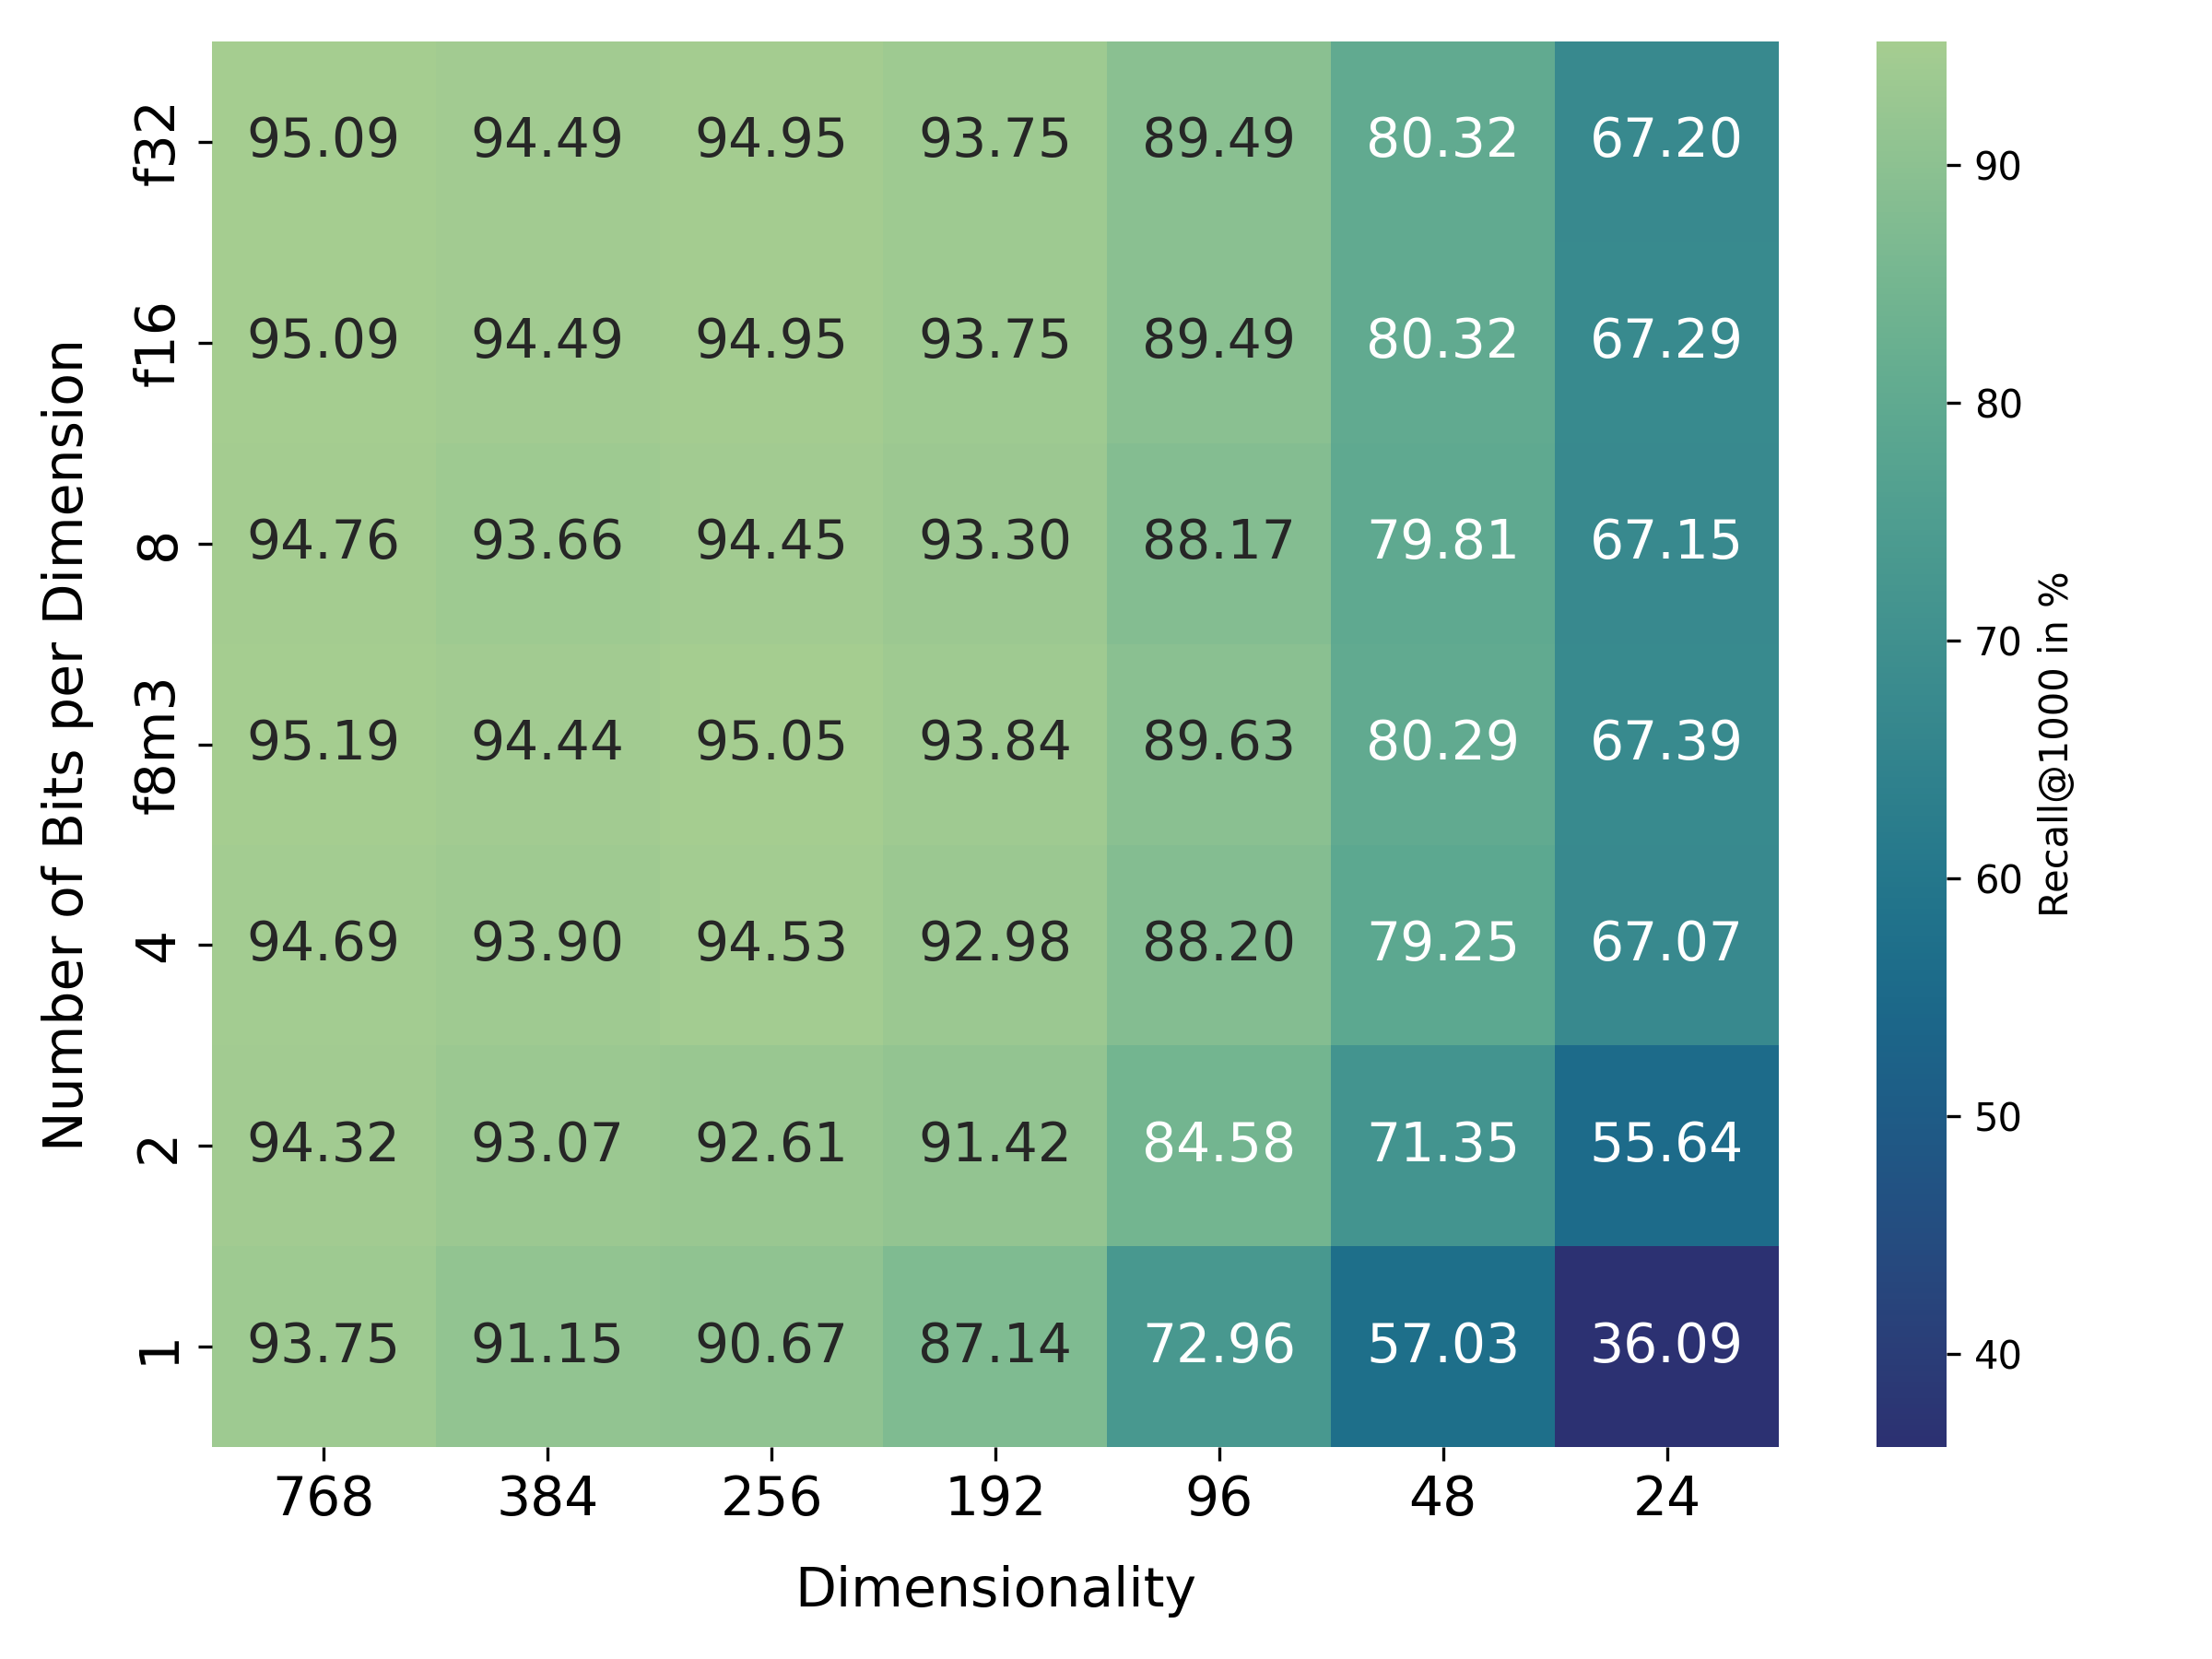 f32 95.09 94.49 94.95 93.75 89.49 80.32 67.20
f16 95.09 94.49 94.95 93.75 89.49 80.32 67.29
8 94.76 93.66 94.45 93.30 88.17 79.81 67.15
f8m3 95.19 94.44 95.05 93.84 89.63 80.29 67.39
4 94.69 93.90 94.53 92.98 88.20 79.25 67.07
2 94.32 93.07 92.61 91.42 84.58 71.35 55.64
1 93.75 91.15 90.67 87.14 72.96 57.03 36.09
768 384 256 192 96 48 24
Dimensionality
Number of Bits per Dimension
90
80
70
60
50
40
Recall@1000 in %